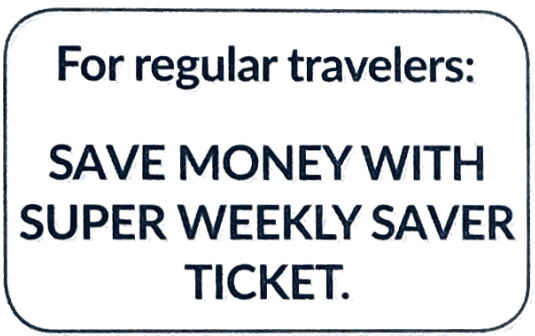 For regular travelers:
SAVE MONEY WITH
SUPER WEEKLY SAVER
TICKET.